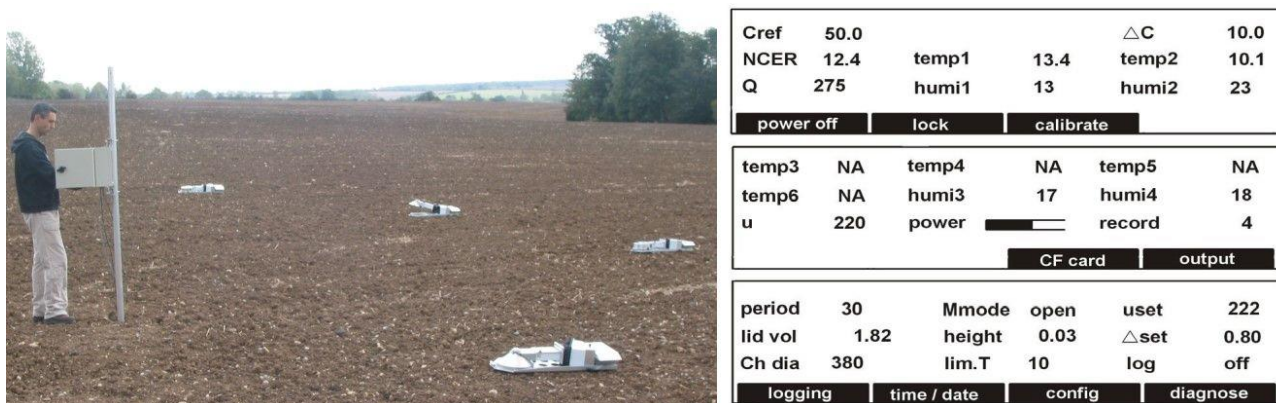 Cref 50.0 △C 10.0
NCER 12.4 temp1 13.4 temp2 10.1
Q 275 humi1 13 humi2 23
power off lock calibrate
temp3 NA temp4 NA temp5 NA
temp6 NA humi3 17 humi4 18
u 220 power record 4
CF card output
period 30 Mmode open uset 222
lid vol 1.82 height 0.03 △set 0.80
Ch dia 380 lim.T 10 log off
logging time / date config diagnose